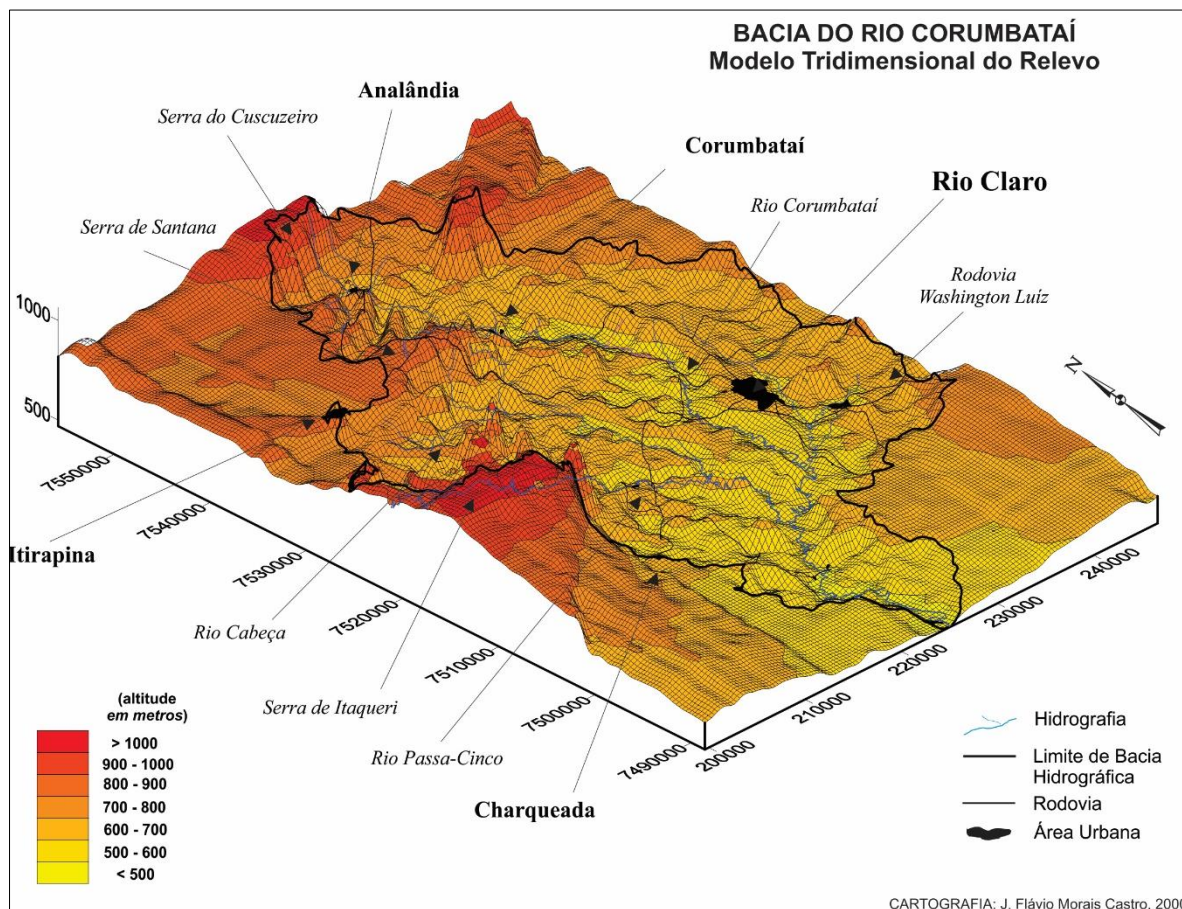 BACIA DO RIO CORUMBATAÍ
Modelo Tridimensional do Relevo
Analândia
Serra do Cuscuzeiro
Corumbataí
Rio Claro
Rio Corumbataí
Serra de Santana
Rodovia
Washington Luíz
1000
500
N
7550000
7540000
7530000
7520000
7510000
7500000
7490000
200000
210000
220000
230000
240000
Itirapina
Rio Cabeça
Serra de Itaqueri
Rio Passa-Cinco
Charqueada
(altitude
em metros)
> 1000
900 - 1000
800 - 900
700 - 800
600 - 700
500 - 600
< 500
Hidrografia
Limite de Bacia
Hidrográfica
Rodovia
Área Urbana
CARTOGRAFIA: J. Flávio Morais Castro, 2000